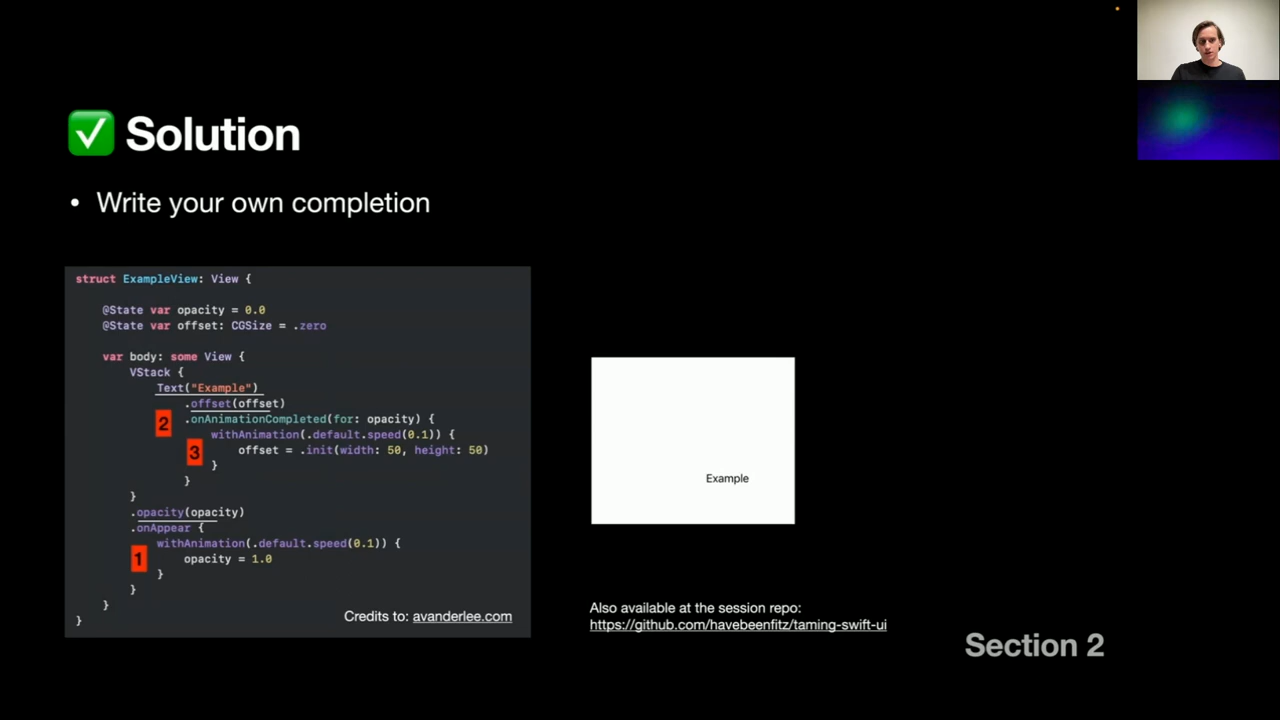 ✅ Solution
• Write your own completion
struct ExampleView: View {
@State var opacity = 0.0
@State var offset: CGSize = .zero
var body: some View {
VStack {
Text("Example")
.offset(offset)
2 .onAnimationCompleted(for: opacity) {
withAnimation(.default.speed(0.1)) {
3 offset = .init(width: 50, height: 50)
}
}
}
.opacity(opacity)
.onAppear {
withAnimation(.default.speed(0.1)) {
1 opacity = 1.0
}
}
}
}
Credits to: avanderlee.com
Example
Also available at the session repo:
https://github.com/havebeenfitz/taming-swift-ui
Section 2